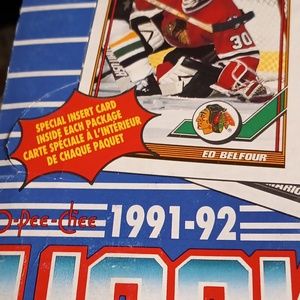 30
SPECIAL INSERT CARD
INSIDE EACH PACKAGE
CARTE SPÉCIALE À L'INTÉRIEUR
DE CHAQUE PAQUET
ED BELFOUR
O-Pee-Chee 1991-92